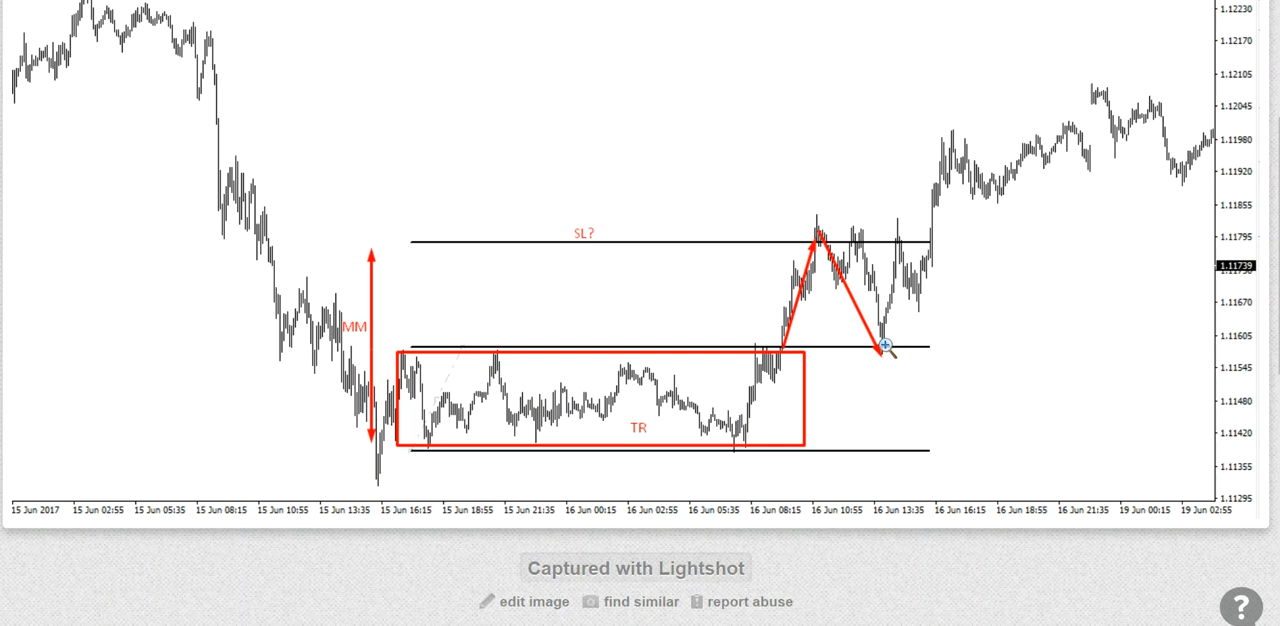 1.12230
1.12170
1.12105
1.12045
1.11980
1.11920
1.11855
SL?
1.11795
1.11739
1.11670
MM
1.11605
1.11545
1.11480
TR
1.11420
1.11355
1.11295
15 Jun 2017 15 Jun 02:55 15 Jun 05:35 15 Jun 08:15 15 Jun 10:55 15 Jun 13:35 15 Jun 16:15 15 Jun 18:55 15 Jun 21:35 16 Jun 00:15 16 Jun 02:55 16 Jun 05:35 16 Jun 08:15 16 Jun 10:55 16 Jun 13:35 16 Jun 16:15 16 Jun 18:55 16 Jun 21:35 19 Jun 00:15 19 Jun 02:55
Captured with Lightshot
edit image find similar report abuse
?